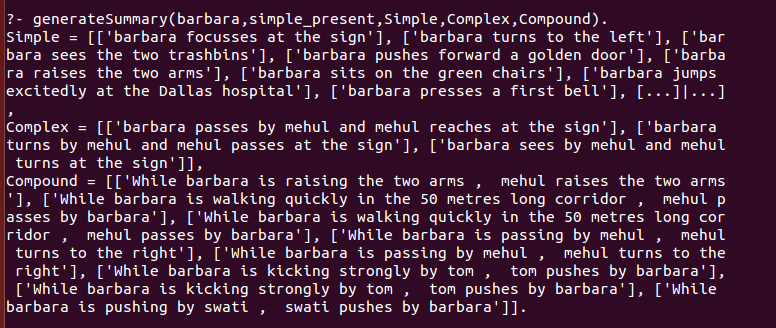 ?- generateSummary(barbara,simple_present,Simple,Complex,Compound).
Simple = [['barbara focusses at the sign'], ['barbara turns to the left'], ['bar
bara sees the two trashbins'], ['barbara pushes forward a golden door'], ['barba
ra raises the two arms'], ['barbara sits on the green chairs'], ['barbara jumps
excitedly at the Dallas hospital'], ['barbara presses a first bell'], [...]|...]
,
Complex = [['barbara passes by mehul and mehul reaches at the sign'], ['barbara
turns by mehul and mehul passes at the sign'], ['barbara sees by mehul and mehul
 turns at the sign']],
Compound = [['While barbara is raising the two arms ,  mehul raises the two arms
'], ['While barbara is walking quickly in the 50 metres long corridor ,  mehul p
asses by barbara'], ['While barbara is walking quickly in the 50 metres long cor
ridor ,  mehul passes by barbara'], ['While barbara is passing by mehul ,  mehul
 turns to the right'], ['While barbara is passing by mehul ,  mehul turns to the
 right'], ['While barbara is kicking strongly by tom ,  tom pushes by barbara'],
 ['While barbara is kicking strongly by tom ,  tom pushes by barbara'], ['While
barbara is pushing by swati ,  swati pushes by barbara']].